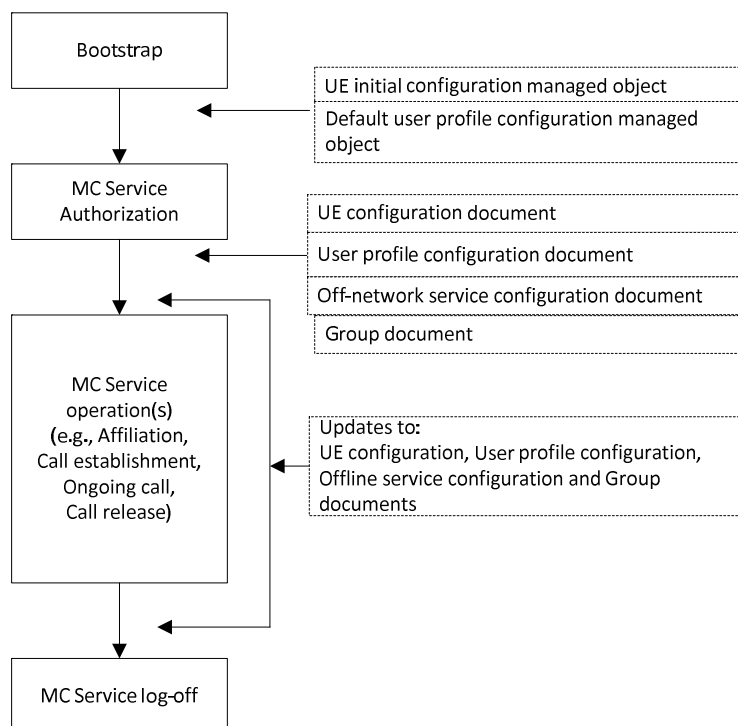 Bootstrap
UE initial configuration managed object
Default user profile configuration managed
object
MC Service
Authorization
UE configuration document
User profile configuration document
Off-network service configuration document
Group document
MC Service
operation(s)
(e.g., Affiliation,
Call establishment,
Ongoing call,
Call release)
Updates to:
UE configuration, User profile configuration,
Offline service configuration and Group
documents
MC Service log-off